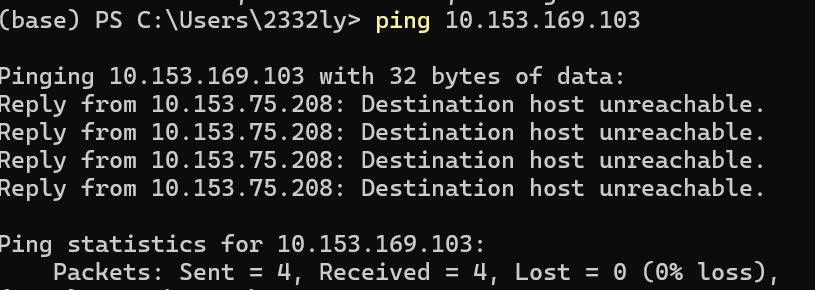 (base) PS C:\Users\2332ly> ping 10.153.169.103
Pinging 10.153.169.103 with 32 bytes of data:
Reply from 10.153.75.208: Destination host unreachable.
Reply from 10.153.75.208: Destination host unreachable.
Reply from 10.153.75.208: Destination host unreachable.
Reply from 10.153.75.208: Destination host unreachable.
Ping statistics for 10.153.169.103:
    Packets: Sent = 4, Received = 4, Lost = 0 (0% loss),